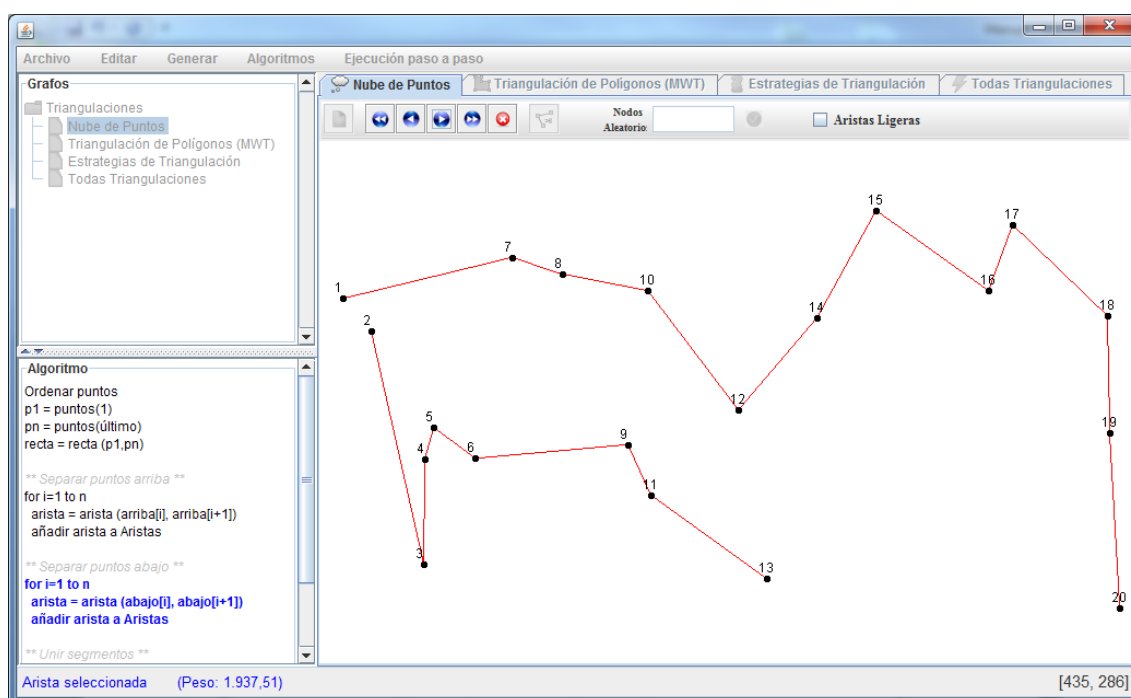 Archivo Editar Generar Algoritmos Ejecución paso a paso
Grafos
Triangulaciones
Nube de Puntos
Triangulación de Polígonos (MWT)
Estrategias de Triangulación
Todas Triangulaciones
Algoritmo
Ordenar puntos
p1 = puntos(1)
pn = puntos(último)
recta = recta (p1,pn)
** Separar puntos arriba **
for i=1 to n
arista = arista (arriba[i], arriba[i+1])
añadir arista a Aristas
** Separar puntos abajo **
for i=1 to n
arista = arista (abajo[i], abajo[i+1])
añadir arista a Aristas
** Unir segmentos **
Nube de Puntos Triangulación de Polígonos (MWT) Estrategias de Triangulación Todas Triangulaciones
Nodos
Aleatorio:
Aristas Ligeras
15
17
7
8
10
1
16
14
18
2
12
5
19
9
4
6
11
3
13
20
Arista seleccionada (Peso: 1.937,51) [435, 286]